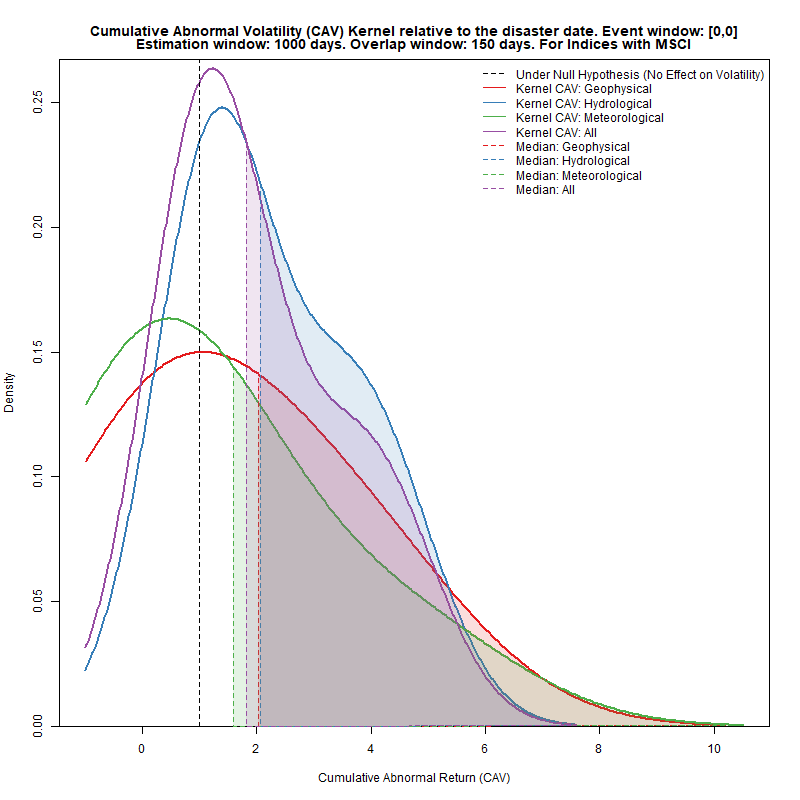 Cumulative Abnormal Volatility (CAV) Kernel relative to the disaster date. Event window: [0,0]
Estimation window: 1000 days. Overlap window: 150 days. For Indices with MSCI
Under Null Hypothesis (No Effect on Volatility)
Kernel CAV: Geophysical
Kernel CAV: Hydrological
Kernel CAV: Meteorological
Kernel CAV: All
Median: Geophysical
Median: Hydrological
Median: Meteorological
Median: All
Density
0.25
0.20
0.15
0.10
0.05
0.00
0 2 4 6 8 10
Cumulative Abnormal Return (CAV)